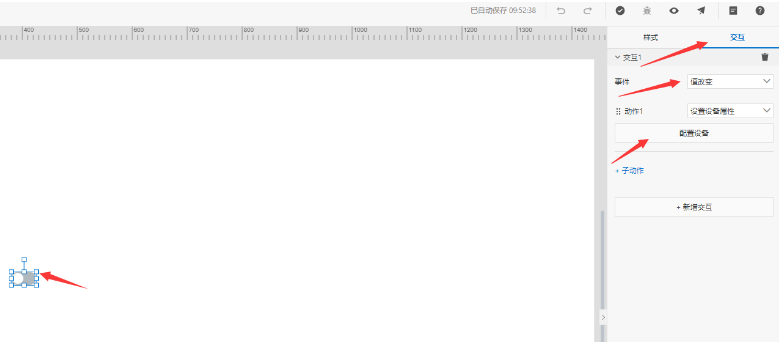 已自动保存 09:52:38
400 500 600 700 800 900 1000 1100 1200 1300 1400
样式 交互
交互1
事件 值改变
动作1 设置设备属性
配置设备
+ 子动作
+ 新增交互